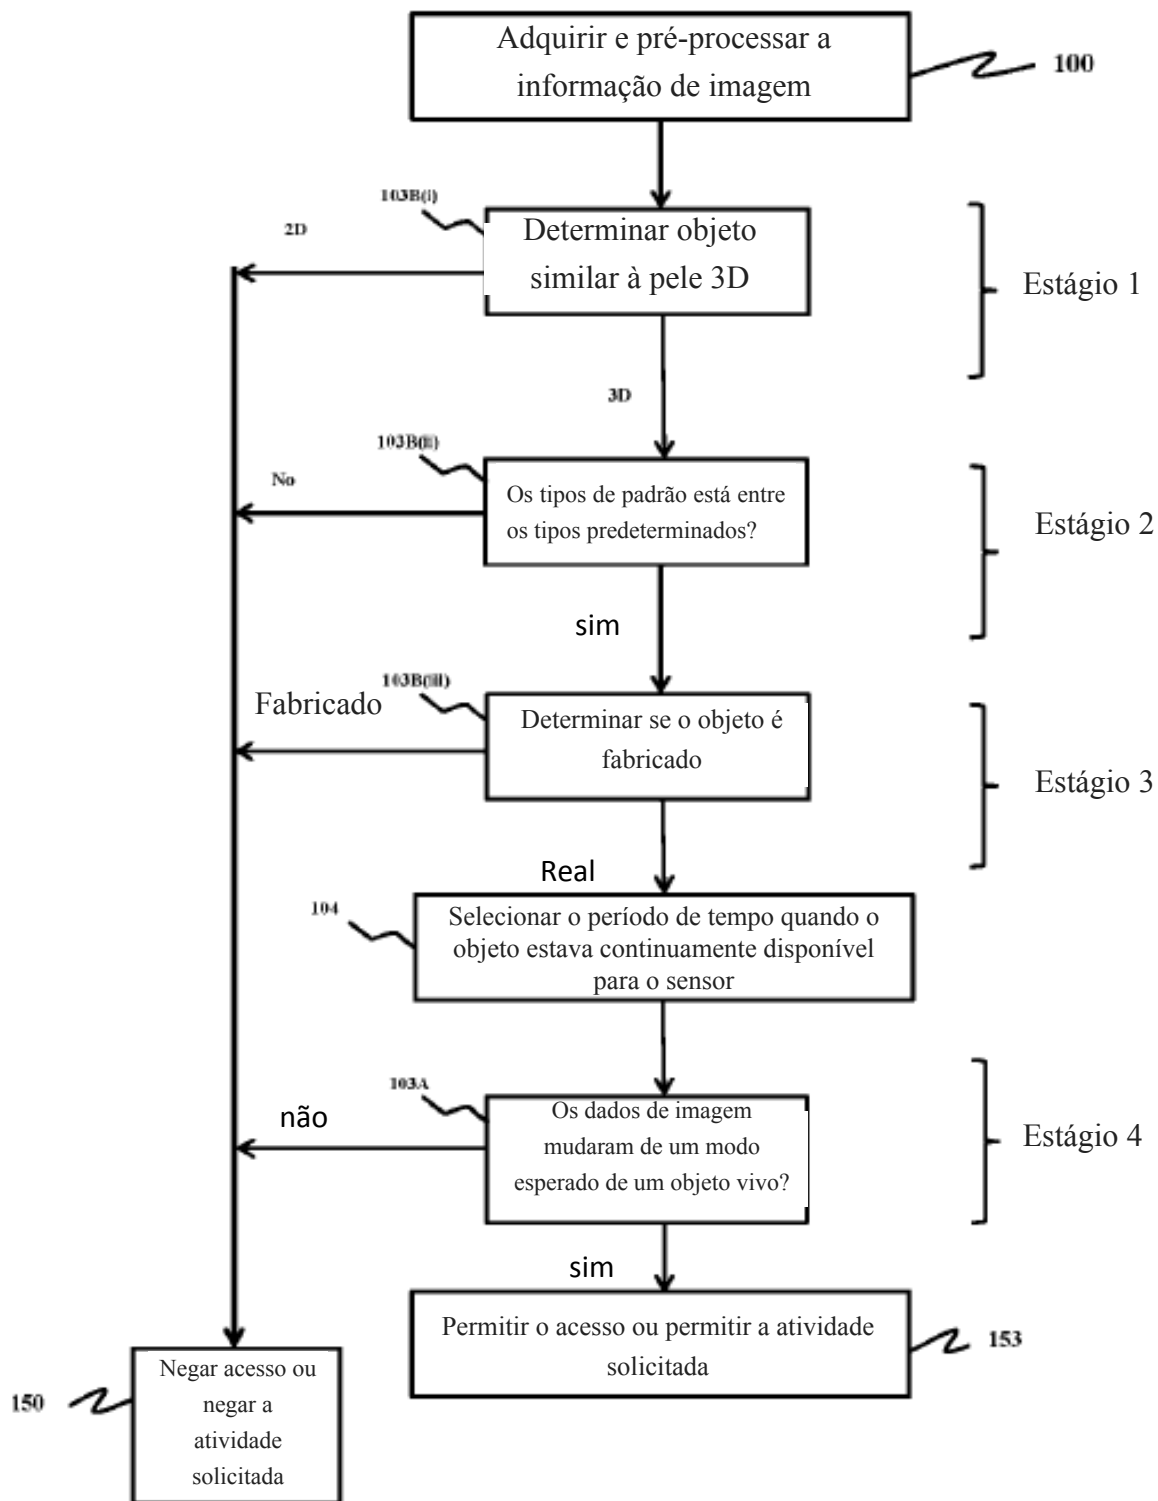 Adquirir e pré-processar a
informação de imagem
100
103B(i)
2D
Determinar objeto
similar à pele 3D
Estágio 1
3D
103B(ii)
No
Os tipos de padrão está entre
os tipos predeterminados?
Estágio 2
sim
103B(iii)
Fabricado
Determinar se o objeto é
fabricado
Estágio 3
Real
104
Selecionar o período de tempo quando o
objeto estava continuamente disponível
para o sensor
103A
não
Os dados de imagem
mudaram de um modo
esperado de um objeto vivo?
Estágio 4
sim
Permitir o acesso ou permitir a atividade
solicitada
153
150
Negar acesso ou
negar a
atividade
solicitada